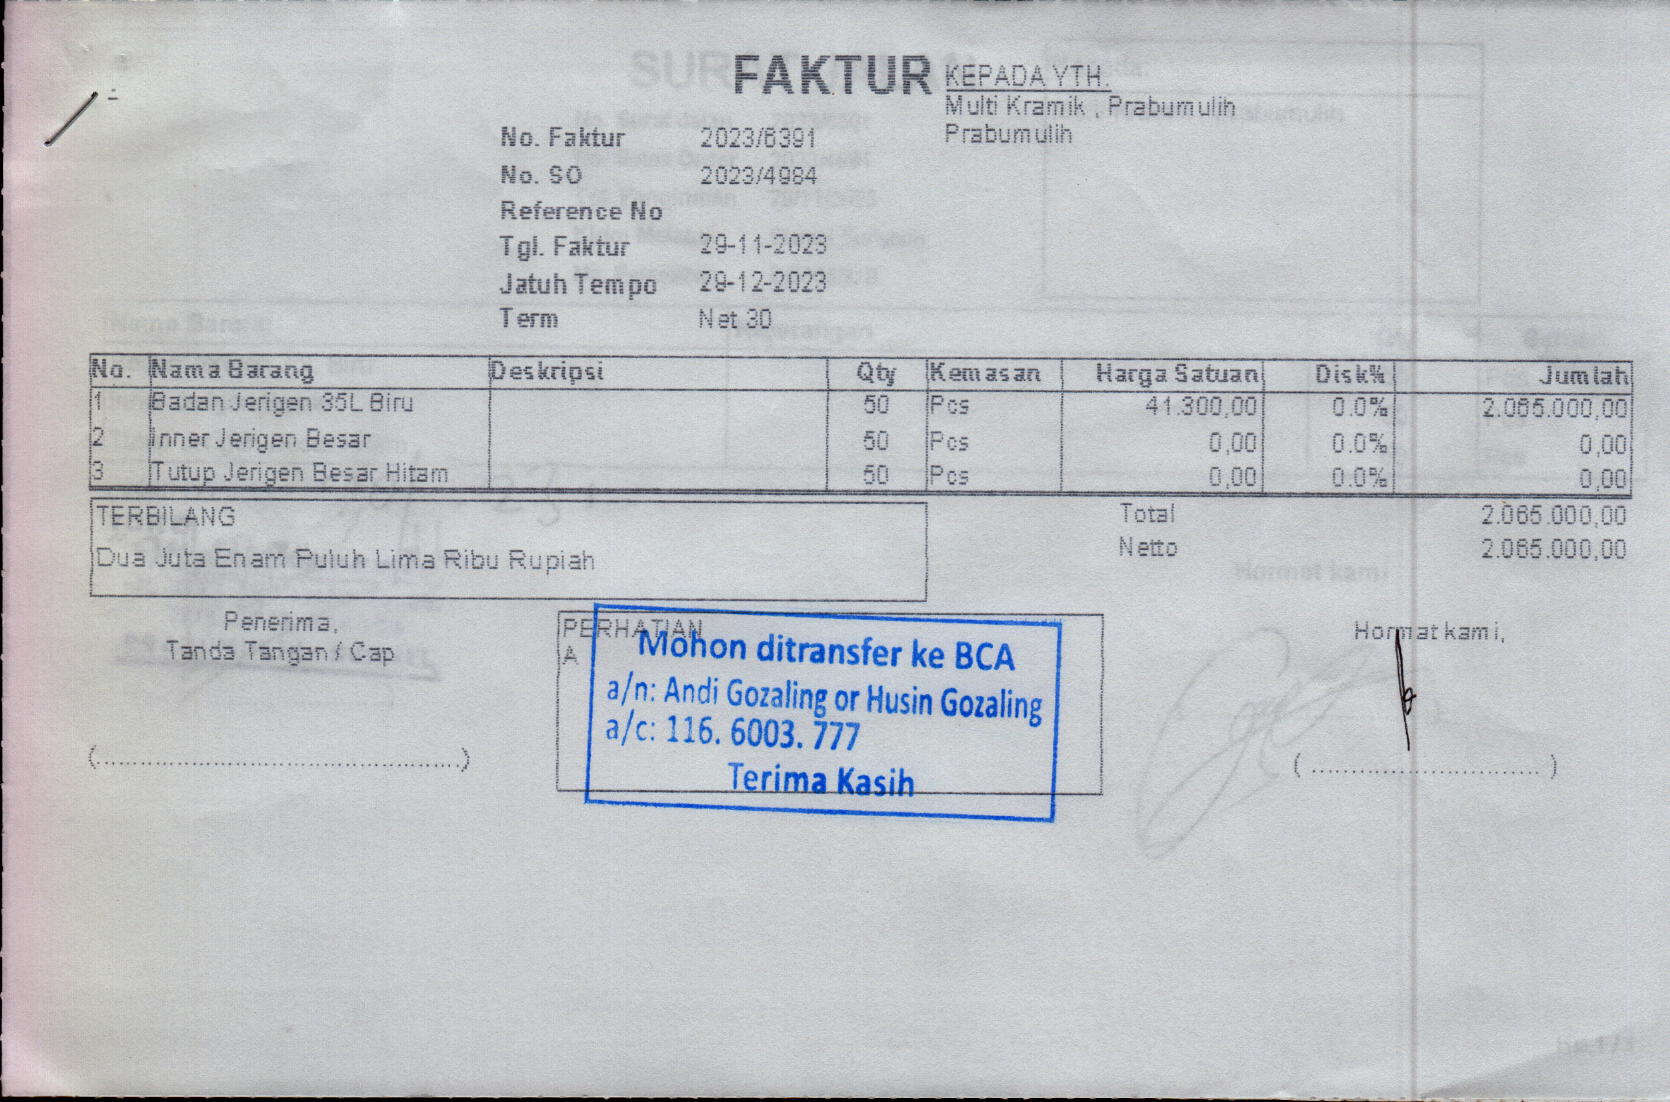 FAKTUR
KEPADA YTH.
Multi Kramik , Prabumulih
Prabumulih
No. Faktur 2023/6391
No. SO 2023/4984
Reference No
Tgl. Faktur 29-11-2023
Jatuh Tempo 29-12-2023
Term Net 30
No. Nama Barang Deskripsi Qty Kemasan Harga Satuan Disk% Jumlah
1 Badan Jerigen 35L Biru 50 Pcs 41.300,00 0.0% 2.065.000,00
2 Inner Jerigen Besar 50 Pcs 0,00 0.0% 0,00
3 Tutup Jerigen Besar Hitam 50 Pcs 0,00 0.0% 0,00
TERBILANG
Dua Juta Enam Puluh Lima Ribu Rupiah
Total 2.065.000,00
Netto 2.065.000,00
Penerima,
Tanda Tangan / Cap
(................................................)
PERHATIAN
A
Mohon ditransfer ke BCA
a/n: Andi Gozaling or Husin Gozaling
a/c: 116. 6003. 777
Terima Kasih
Hormat kami,
( .............................. )